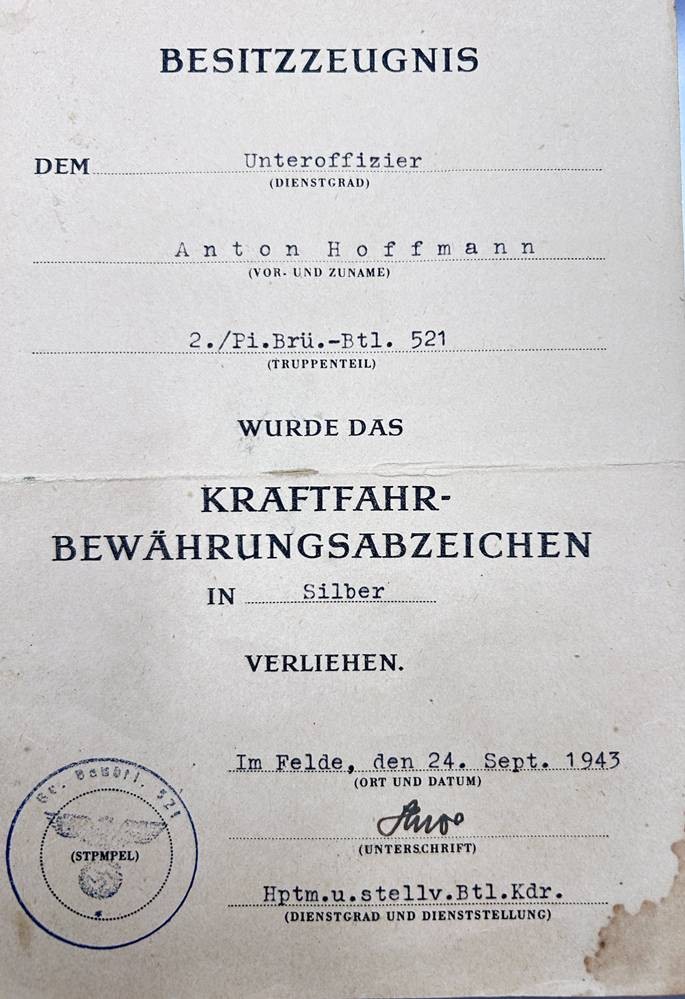 BESITZZEUGNIS
DEM Unteroffizier
(DIENSTGRAD)
Anton Hoffmann
(VOR- UND ZUNAME)
2./Pi.Brü.-Btl. 521
(TRUPPENTEIL)
WURDE DAS
KRAFTFAHR-
BEWÄHRUNGSABZEICHEN
IN Silber
VERLIEHEN.
Im Felde, den 24. Sept. 1943
(ORT UND DATUM)
(UNTERSCHRIFT)
Hptm.u.stellv.Btl.Kdr.
(DIENSTGRAD UND DIENSTSTELLUNG)
521
(STPMPEL)